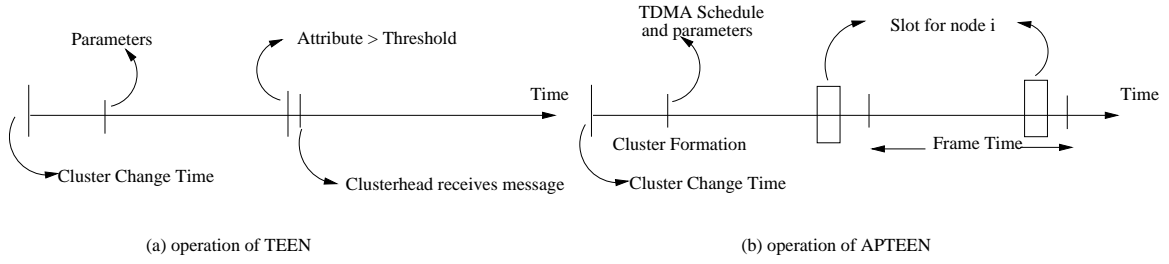 Parameters
Attribute > Threshold
Time
Cluster Change Time
Clusterhead receives message
(a) operation of TEEN
TDMA Schedule
and parameters
Slot for node i
Time
Cluster Formation
Frame Time
Cluster Change Time
(b) operation of APTEEN